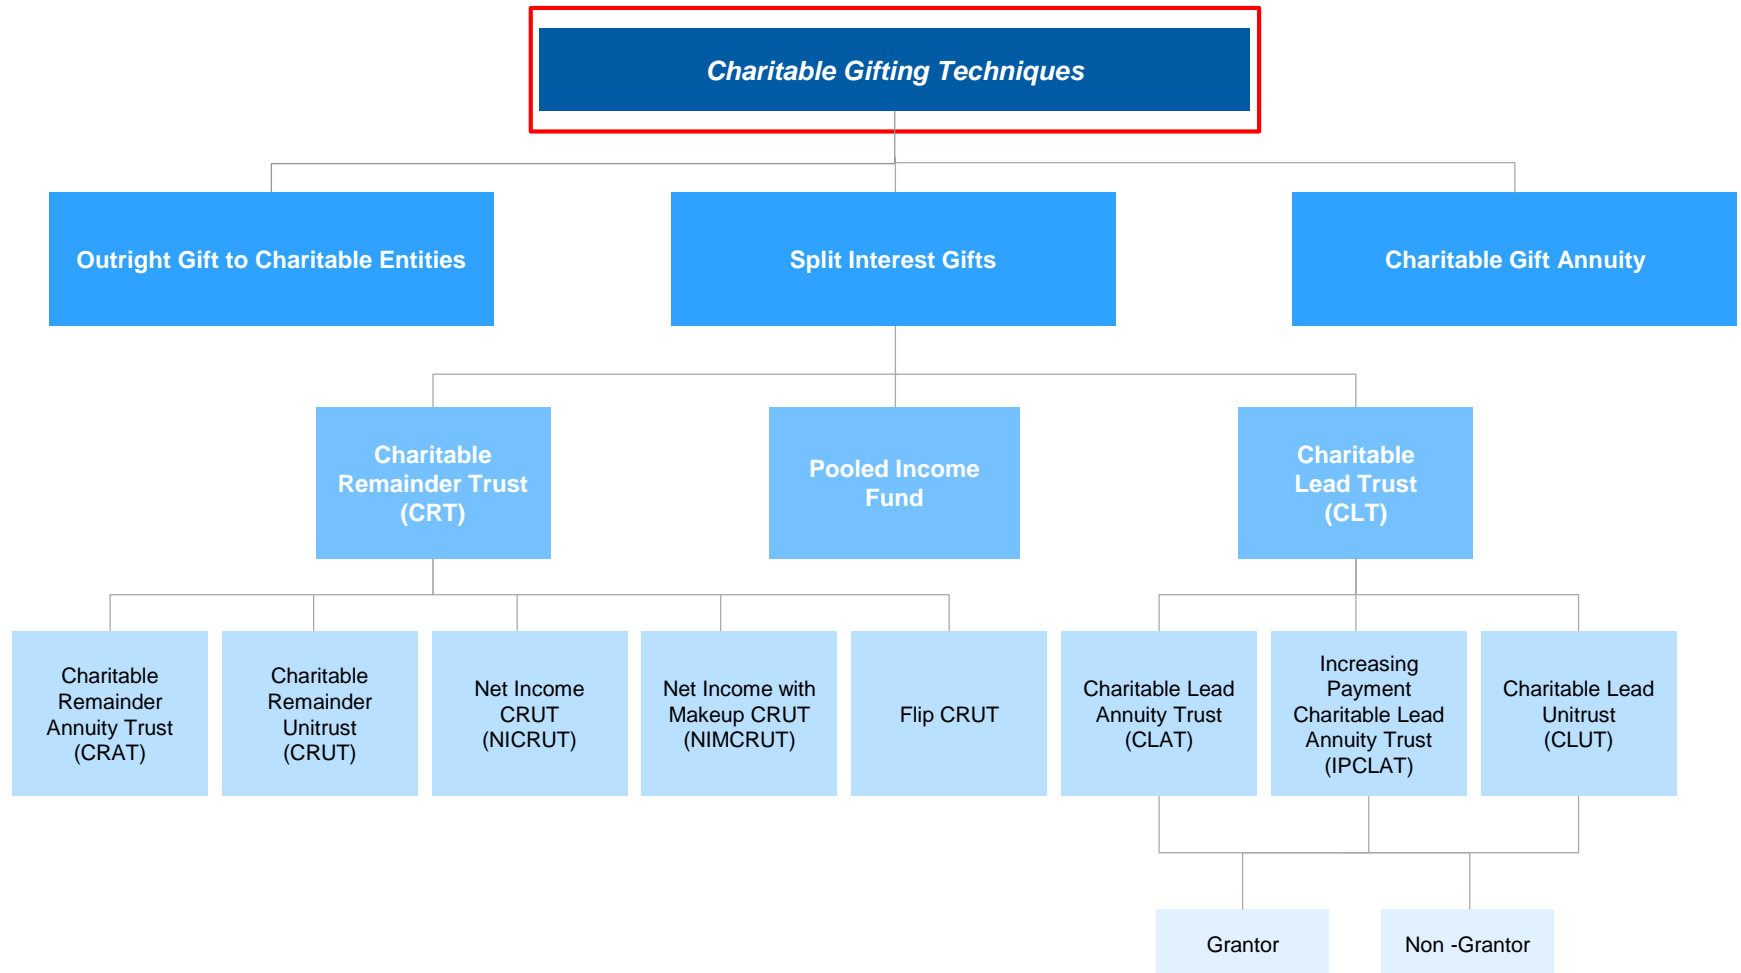 Charitable Gifting Techniques
Outright Gift to Charitable Entities
Split Interest Gifts
Charitable Gift Annuity
Charitable
Remainder Trust
(CRT)
Pooled Income
Fund
Charitable
Lead Trust
(CLT)
Charitable
Remainder
Annuity Trust
(CRAT)
Charitable
Remainder
Unitrust
(CRUT)
Net Income
CRUT
(NICRUT)
Net Income with
Makeup CRUT
(NIMCRUT)
Flip CRUT
Charitable Lead
Annuity Trust
(CLAT)
Increasing
Payment
Charitable Lead
Annuity Trust
(IPCLAT)
Charitable Lead
Unitrust
(CLUT)
Grantor
Non -Grantor